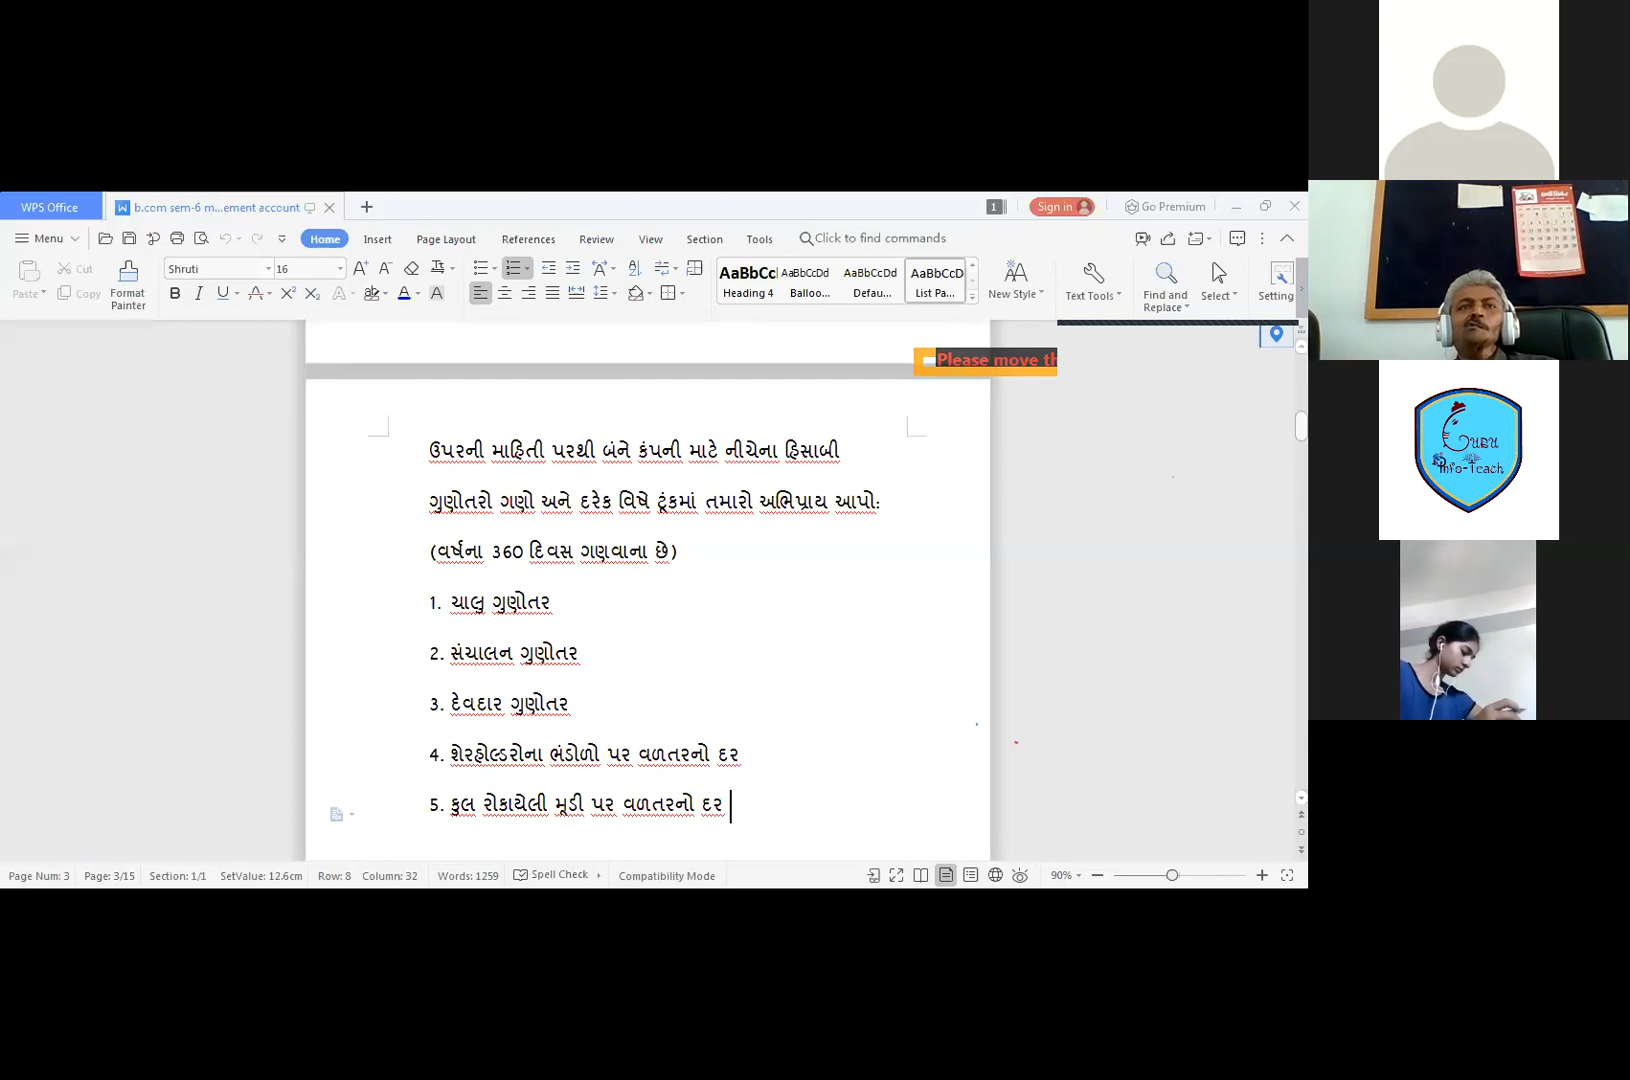 WPS Office
b.com sem-6 m...ement account
1
Sign in
Go Premium
Menu
Home
Insert
Page Layout
References
Review
View
Section
Tools
Click to find commands
Paste
Cut
Copy
Format Painter
Shruti
16
AaBbCc
Heading 4
AaBbCcDd
Balloo...
AaBbCcDd
Defau...
AaBbCcD
List Pa...
New Style
Text Tools
Find and Replace
Select
Setting
Please move th
ઉપરની માહિતી પરથી બંને કંપની માટે નીચેના હિસાબી
ગુણોતરો ગણો અને દરેક વિષે ટૂંકમાં તમારો અભિપ્રાય આપો:
(વર્ષના 360 દિવસ ગણવાના છે)
1. ચાલુ ગુણોતર
2. સંચાલન ગુણોતર
3. દેવદાર ગુણોતર
4. શેરહોલ્ડરોના ભંડોળો પર વળતરનો દર
5. કુલ રોકાયેલી મૂડી પર વળતરનો દર
Page Num: 3
Page: 3/15
Section: 1/1
SetValue: 12.6cm
Row: 8
Column: 32
Words: 1259
Spell Check
Compatibility Mode
90%
Guru
Info-Teach